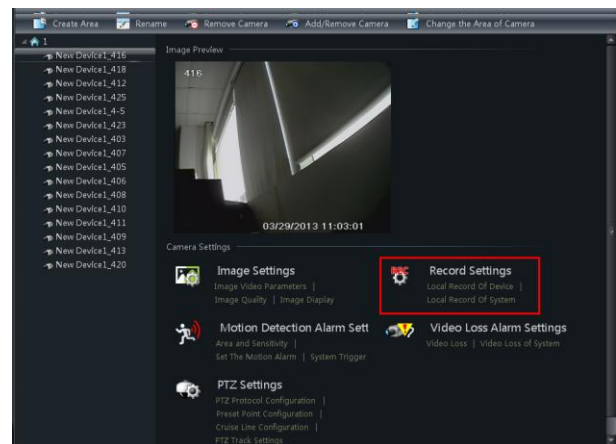 Create Area Rename Remove Camera Add/Remove Camera Change the Area of Camera
1
New Device1_416
New Device1_418
New Device1_412
New Device1_425
New Device1_4-5
New Device1_423
New Device1_403
New Device1_407
New Device1_405
New Device1_406
New Device1_408
New Device1_410
New Device1_411
New Device1_409
New Device1_413
New Device1_420
Image Preview
416
03/29/2013 11:03:01
Camera Settings
Image Settings
Image Video Parameters |
Image Quality | Image Diaplay
REC
Record Settings
Local Record Of Device |
Local Record Of System
Motion Detection Alarm Sett
Area and Sensitivity |
Set The Motion Alarm | System Trigger
Video Loss Alarm Settings
Video Loss | Video Loss of System
PTZ Settings
PTZ Protocol Configuration |
Preset Point Configuration |
Cruise Line Configuration |
PTZ Track Settings